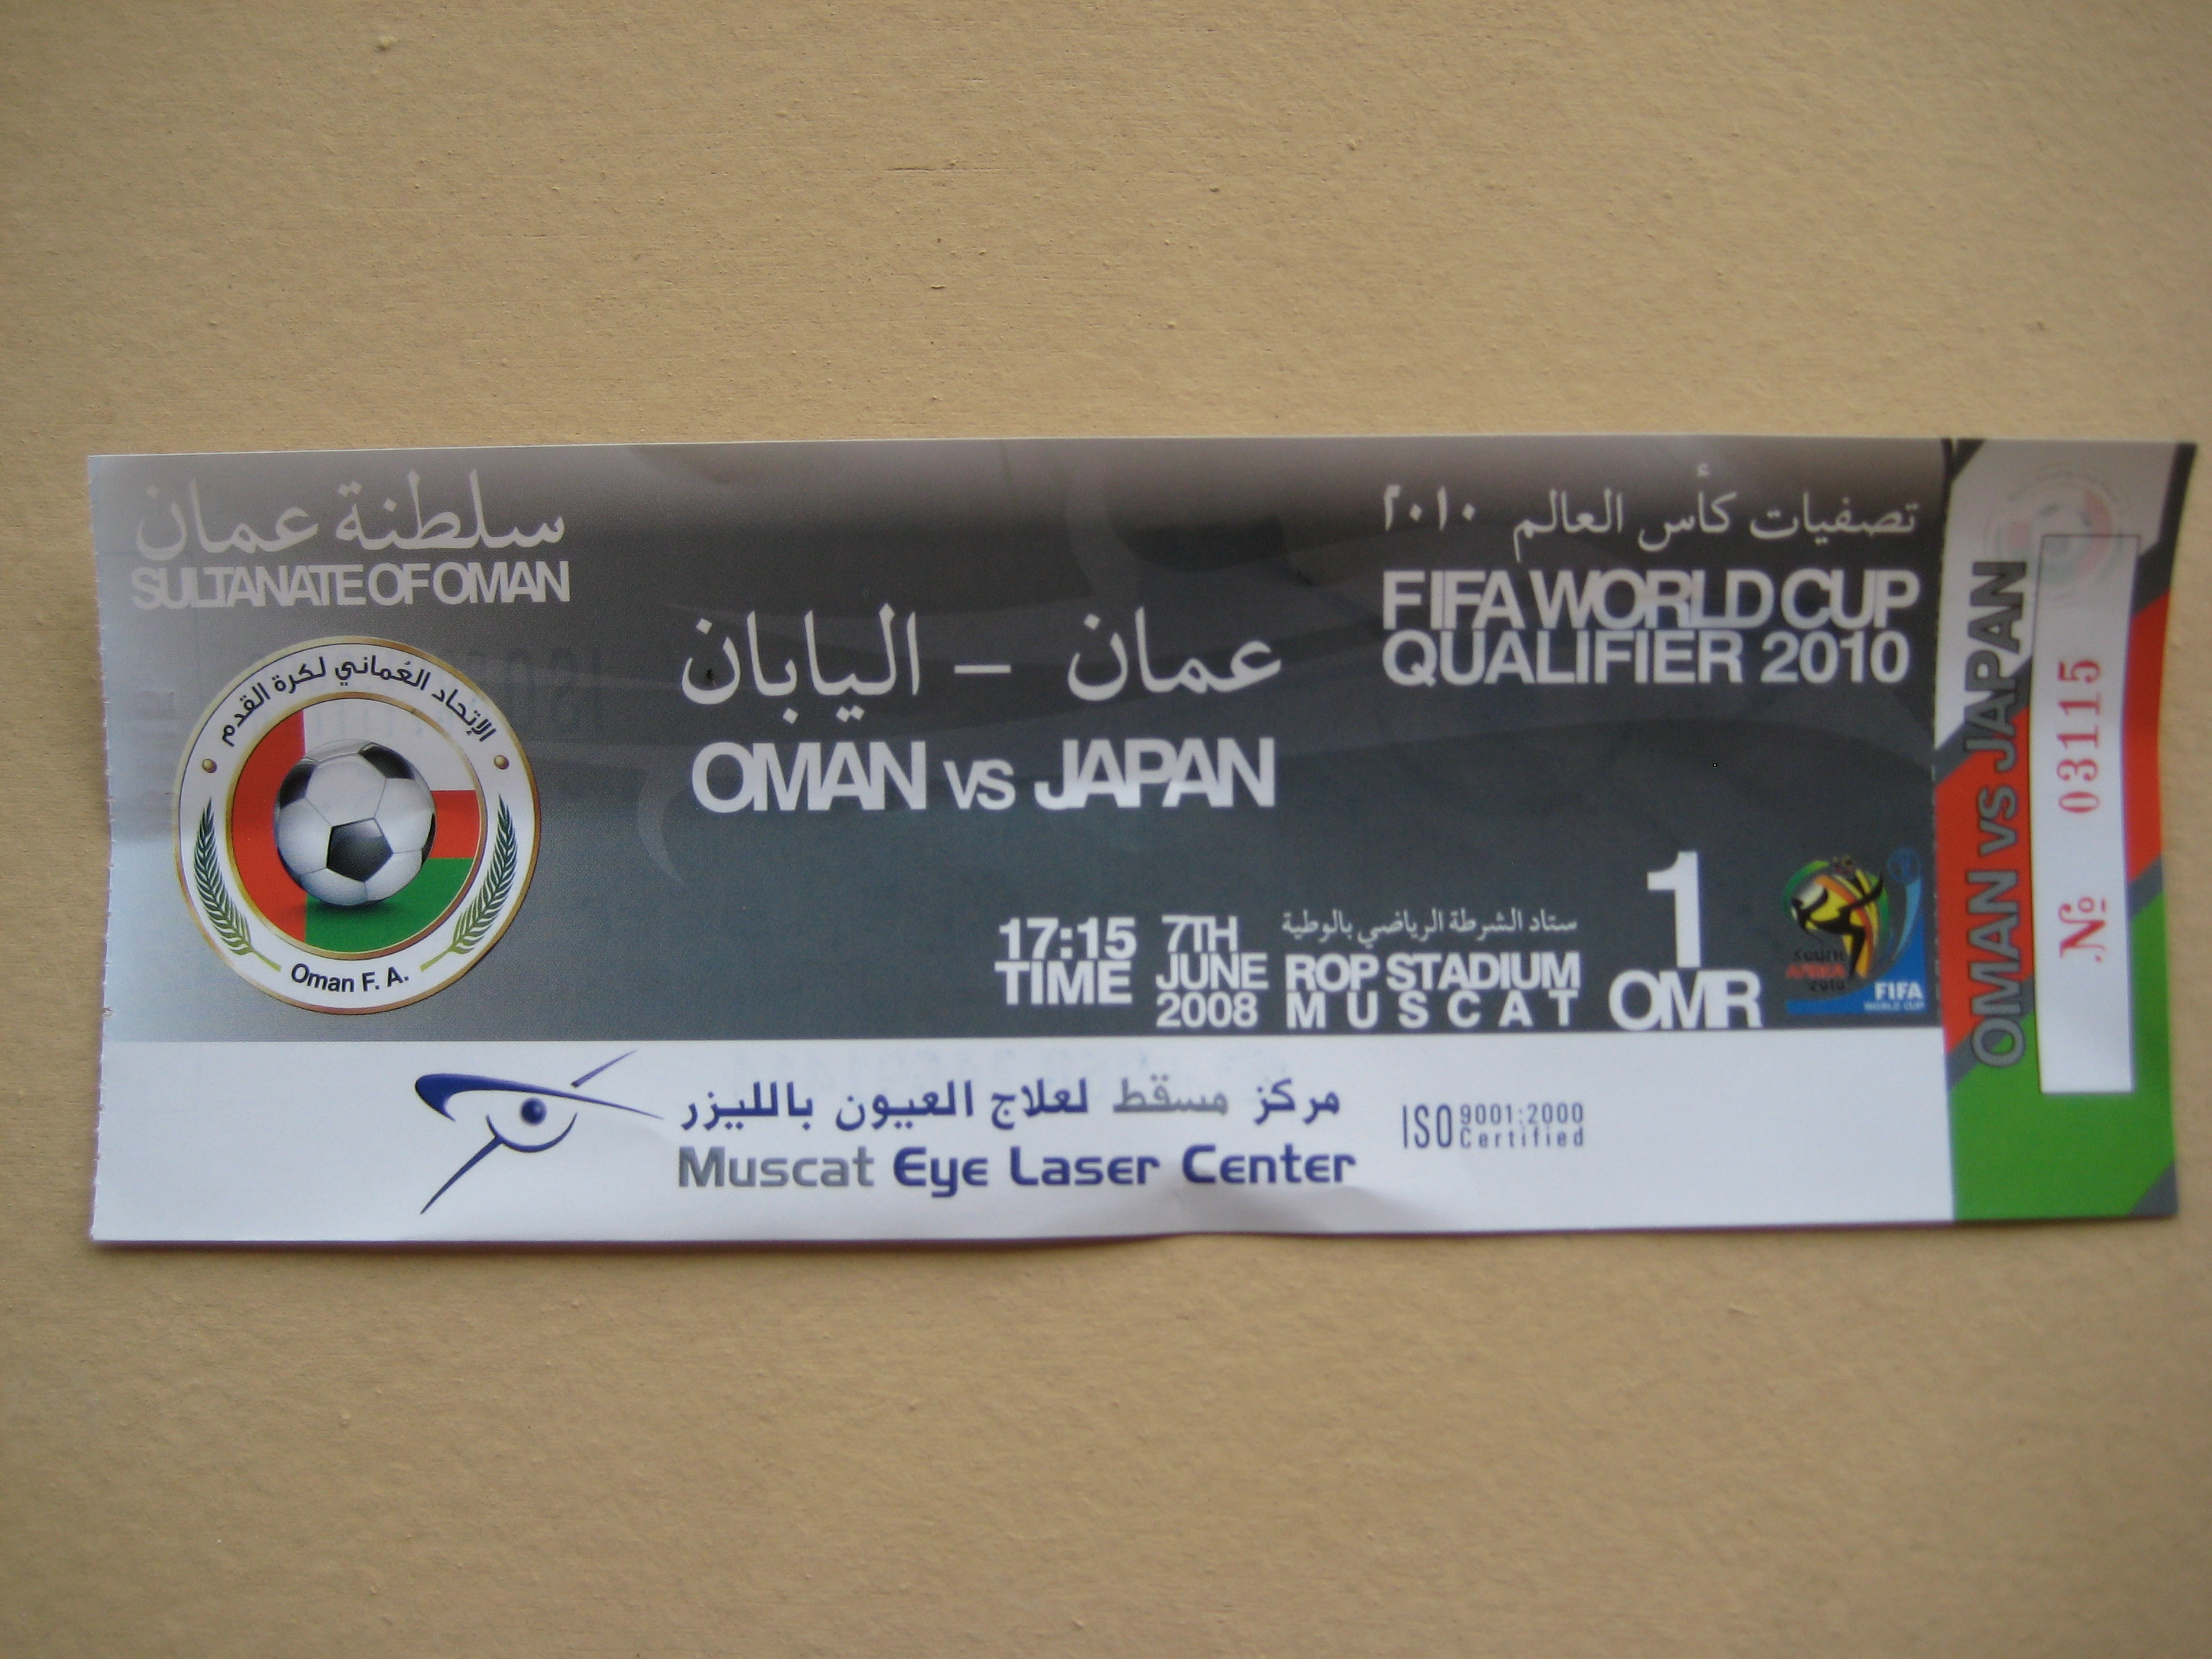 سلطنة عمان
SULTANATE OF OMAN
الإتحاد العُماني لكرة القدم
Oman F. A.
عمان – اليابان
OMAN vs JAPAN
تصفيات كأس العالم ٢٠١٠
FIFA WORLD CUP
QUALIFIER 2010
17:15
TIME
7TH
JUNE
2008
ستاد الشرطة الرياضي بالوطية
ROP STADIUM
MUSCAT
1
OMR
SOUTH
AFRICA
2010
FIFA
WORLD CUP
مركز مسقط لعلاج العيون بالليزر
Muscat Eye Laser Center
ISO 9001:2000
Certified
OMAN vs JAPAN
№ 03115